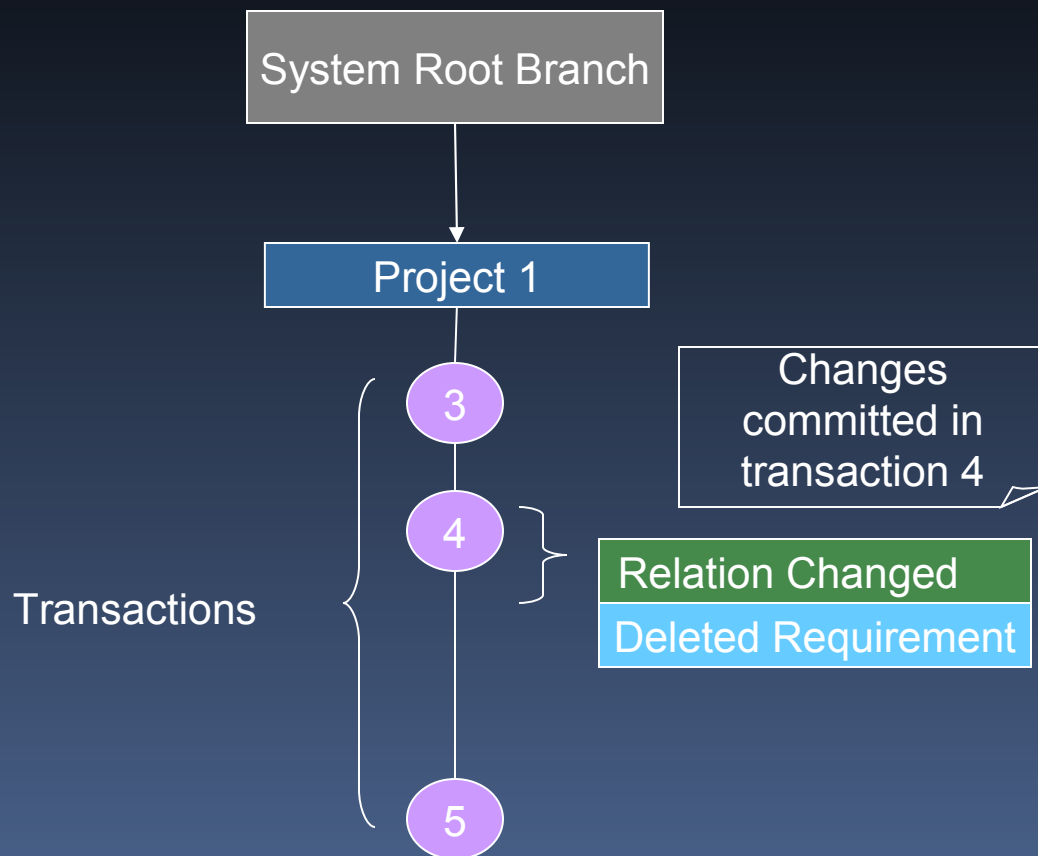 System Root Branch
Project 1
3
Changes
committed in
transaction 4
4
Relation Changed
Transactions
Deleted Requirement
5